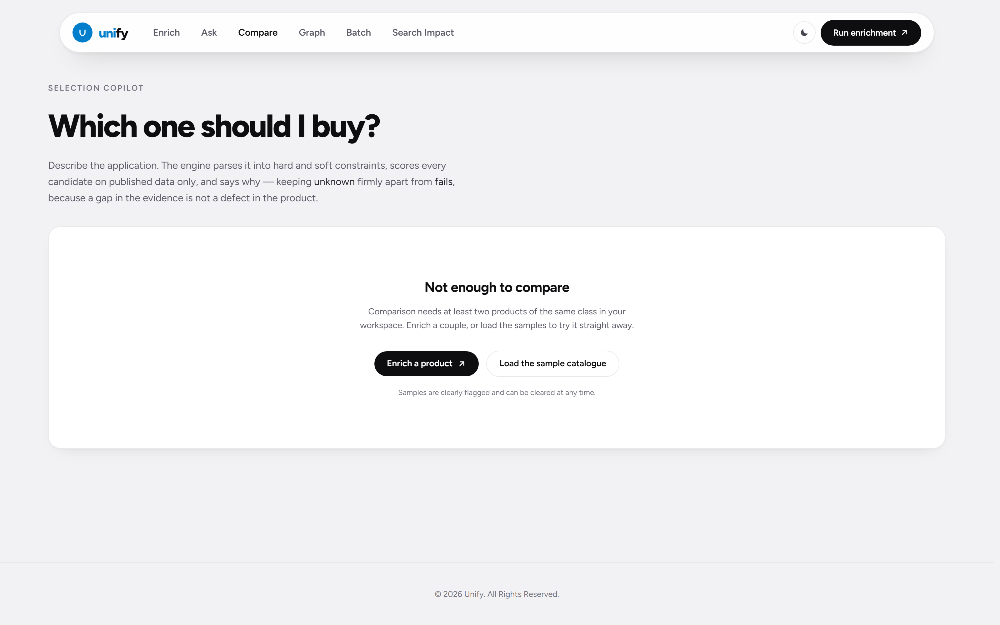 U unify Enrich Ask Compare Graph Batch Search Impact Run enrichment
SELECTION COPILOT
Which one should I buy?
Describe the application. The engine parses it into hard and soft constraints, scores every
candidate on published data only, and says why — keeping unknown firmly apart from fails,
because a gap in the evidence is not a defect in the product.
Not enough to compare
Comparison needs at least two products of the same class in your
workspace. Enrich a couple, or load the samples to try it straight away.
Enrich a product Load the sample catalogue
Samples are clearly flagged and can be cleared at any time.
© 2026 Unify. All Rights Reserved.